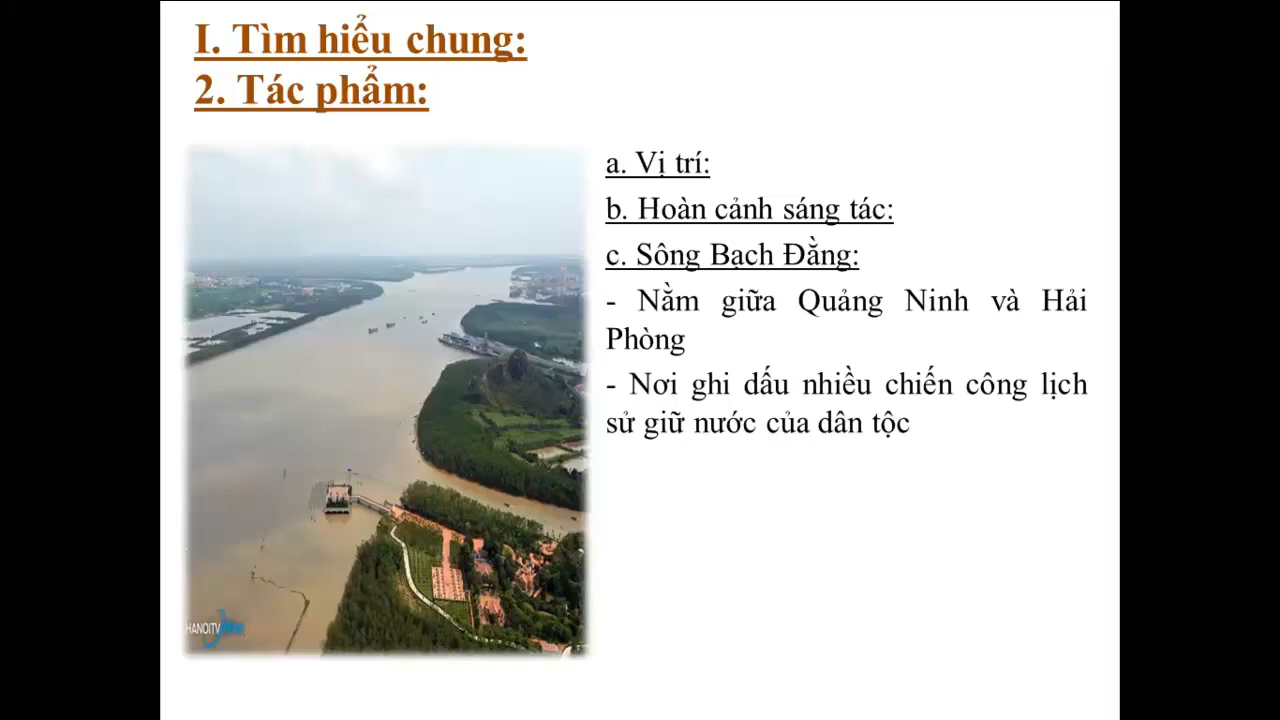 I. Tìm hiểu chung:
2. Tác phẩm:
a. Vị trí:
b. Hoàn cảnh sáng tác:
c. Sông Bạch Đằng:
- Nằm giữa Quảng Ninh và Hải
Phòng
- Nơi ghi dấu nhiều chiến công lịch
sử giữ nước của dân tộc
HANOITV